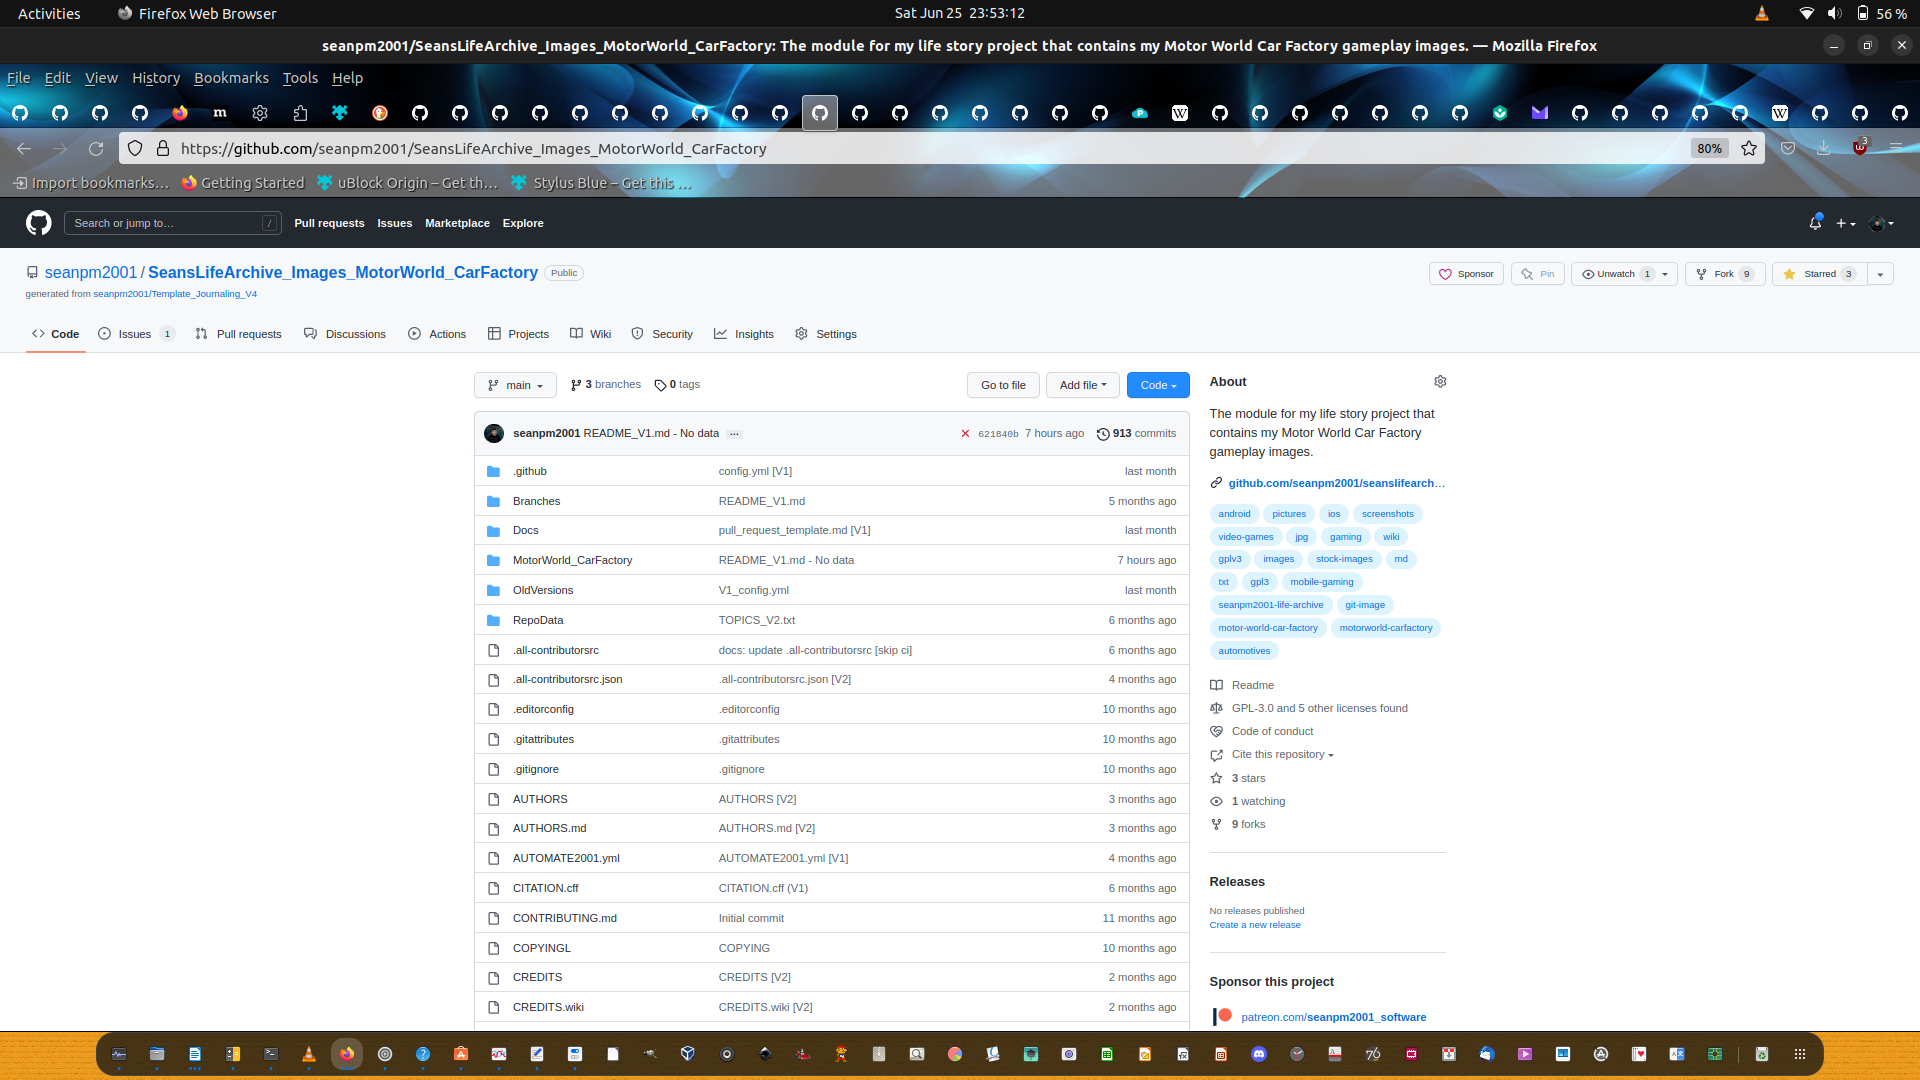 Activities Firefox Web Browser Sat Jun 25 23:53:12 56 %
seanpm2001/SeansLifeArchive_Images_MotorWorld_CarFactory: The module for my life story project that contains my Motor World Car Factory gameplay images. — Mozilla Firefox
File Edit View History Bookmarks Tools Help
https://github.com/seanpm2001/SeansLifeArchive_Images_MotorWorld_CarFactory 80% 3
Import bookmarks… Getting Started uBlock Origin – Get th… Stylus Blue – Get this …
Search or jump to… / Pull requests Issues Marketplace Explore
seanpm2001 / SeansLifeArchive_Images_MotorWorld_CarFactory Public Sponsor Pin Unwatch 1 Fork 9 Starred 3
generated from seanpm2001/Template_Journaling_V4
Code Issues 1 Pull requests Discussions Actions Projects Wiki Security Insights Settings
main 3 branches 0 tags Go to file Add file Code
seanpm2001 README_V1.md - No data ... 621840b 7 hours ago 913 commits
.github config.yml [V1] last month
Branches README_V1.md 5 months ago
Docs pull_request_template.md [V1] last month
MotorWorld_CarFactory README_V1.md - No data 7 hours ago
OldVersions V1_config.yml last month
RepoData TOPICS_V2.txt 6 months ago
.all-contributorsrc docs: update .all-contributorsrc [skip ci] 6 months ago
.all-contributorsrc.json .all-contributorsrc.json [V2] 4 months ago
.editorconfig .editorconfig 10 months ago
.gitattributes .gitattributes 10 months ago
.gitignore .gitignore 10 months ago
AUTHORS AUTHORS [V2] 3 months ago
AUTHORS.md AUTHORS.md [V2] 3 months ago
AUTOMATE2001.yml AUTOMATE2001.yml [V1] 4 months ago
CITATION.cff CITATION.cff (V1) 6 months ago
CONTRIBUTING.md Initial commit 11 months ago
COPYINGL COPYING 10 months ago
CREDITS CREDITS [V2] 2 months ago
CREDITS.wiki CREDITS.wiki [V2] 2 months ago
About
The module for my life story project that
contains my Motor World Car Factory
gameplay images.
github.com/seanpm2001/seanslifearch…
android pictures ios screenshots
video-games jpg gaming wiki
gplv3 images stock-images md
txt gpl3 mobile-gaming
seanpm2001-life-archive git-image
motor-world-car-factory motorworld-carfactory
automotives
Readme
GPL-3.0 and 5 other licenses found
Code of conduct
Cite this repository
3 stars
1 watching
9 forks
Releases
No releases published
Create a new release
Sponsor this project
patreon.com/seanpm2001_software